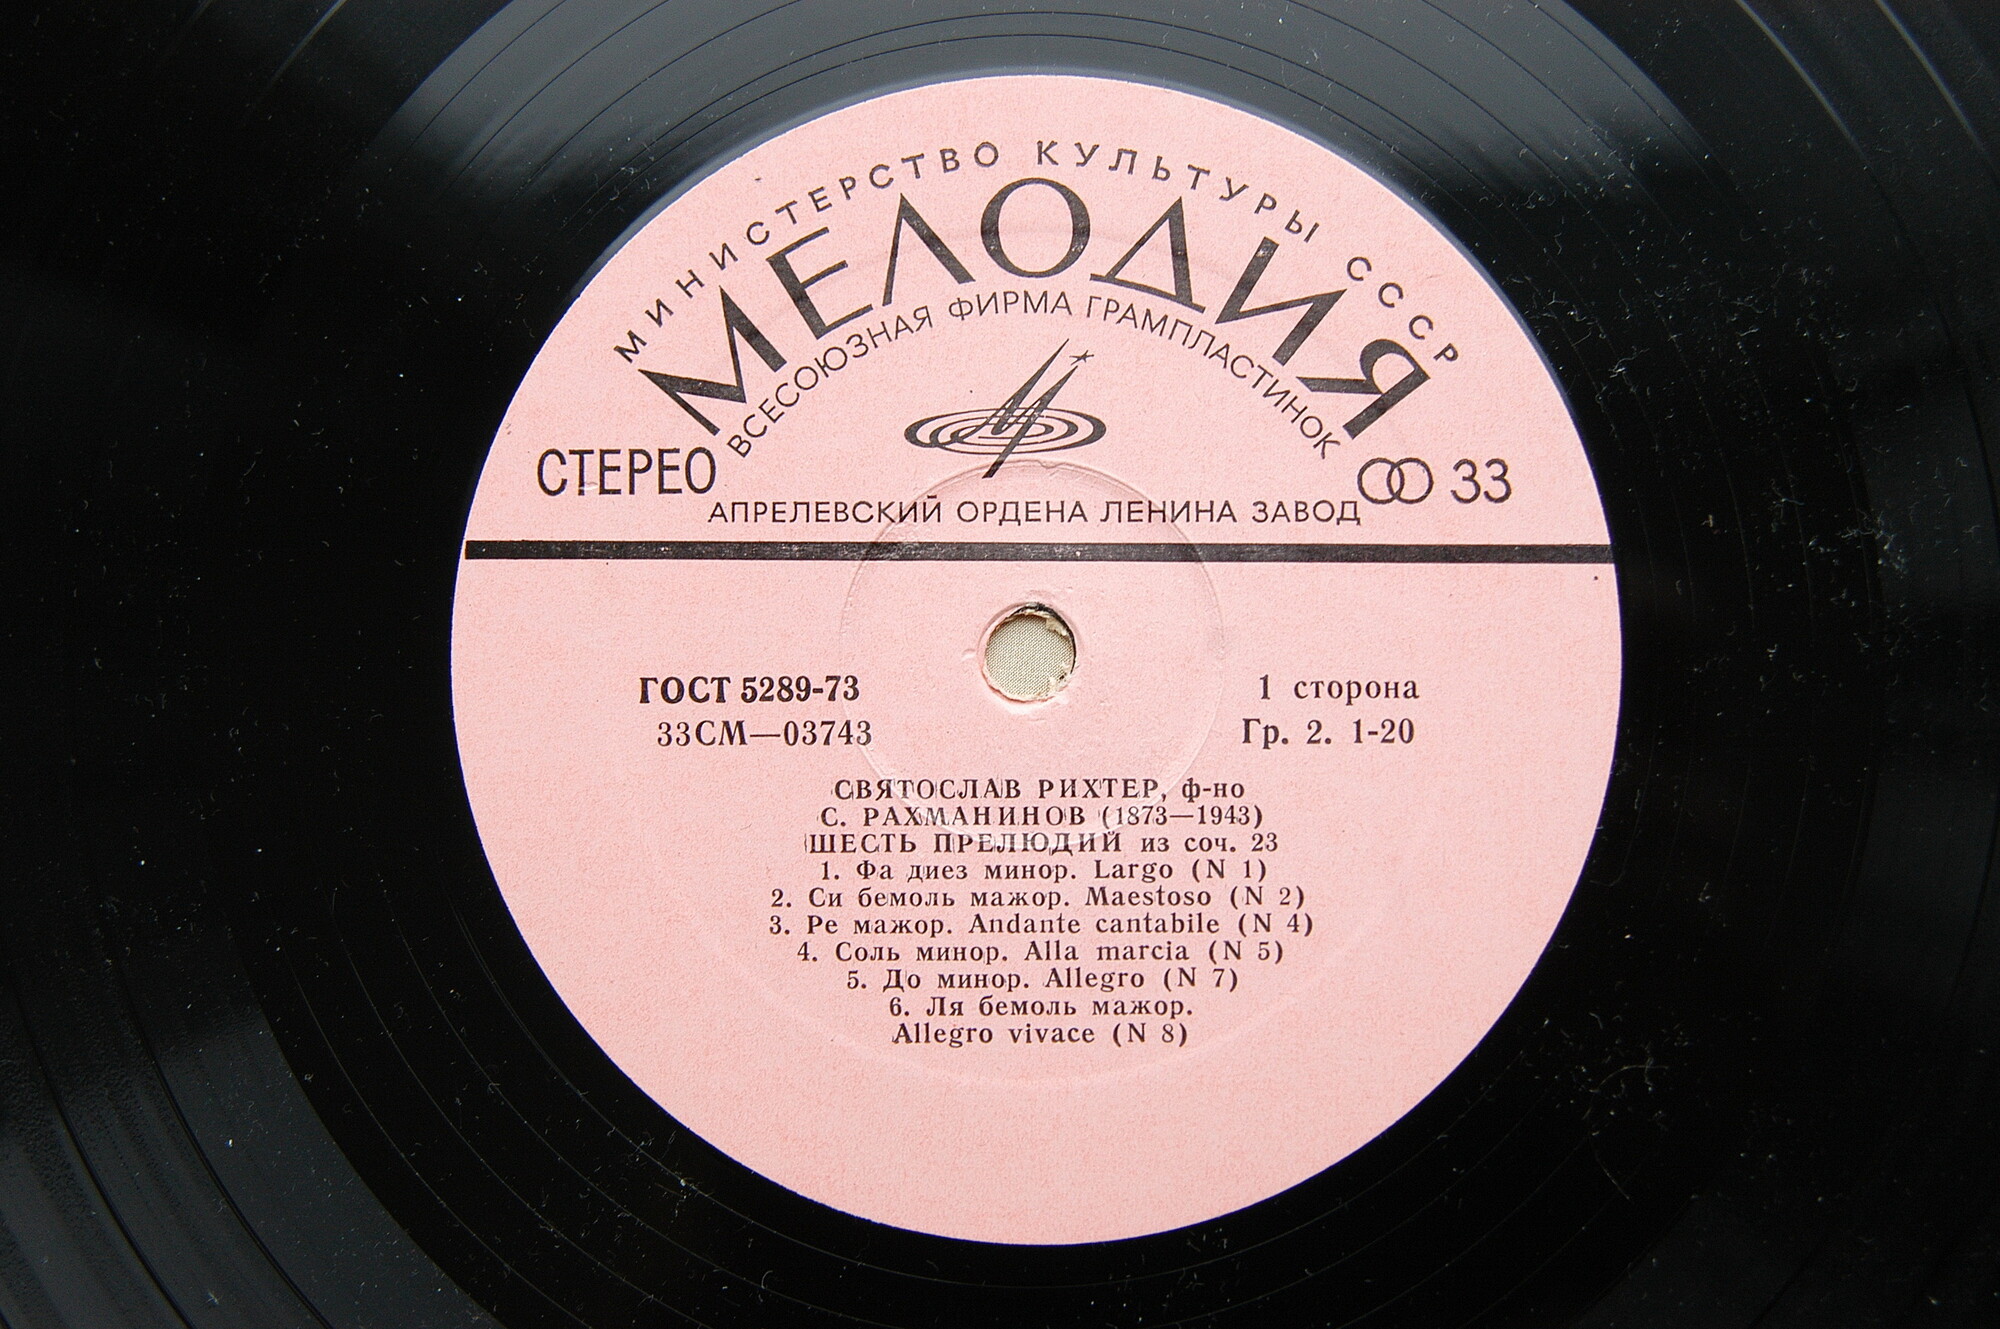 МИНИСТЕРСТВО КУЛЬТУРЫ СССР
МЕЛОДИЯ
ВСЕСОЮЗНАЯ ФИРМА ГРАМПЛАСТИНОК
СТЕРЕО
33
АПРЕЛЕВСКИЙ ОРДЕНА ЛЕНИНА ЗАВОД
ГОСТ 5289-73
1 сторона
33СМ—03743
Гр. 2. 1-20
СВЯТОСЛАВ РИХТЕР, ф-но
С. РАХМАНИНОВ (1873—1943)
ШЕСТЬ ПРЕЛЮДИЙ из соч. 23
1. Фа диез минор. Largo (N 1)
2. Си бемоль мажор. Maestoso (N 2)
3. Ре мажор. Andante cantabile (N 4)
4. Соль минор. Alla marcia (N 5)
5. До минор. Allegro (N 7)
6. Ля бемоль мажор.
Allegro vivace (N 8)